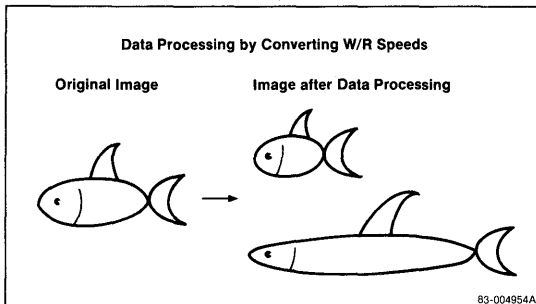 Data Processing by Converting W/R Speeds
Original Image
Image after Data Processing
83-004954A